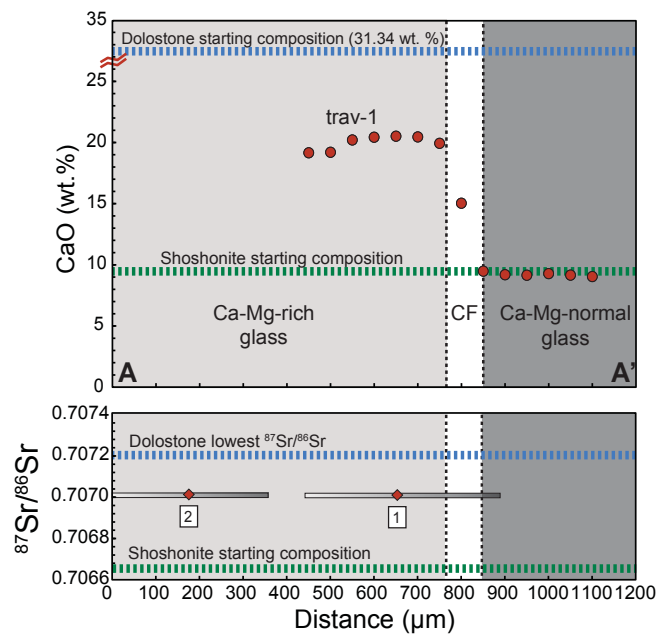 35
Dolostone starting composition (31.34 wt. %)
25
trav-1
20
CaO (wt.%)
15
Shoshonite starting composition
10
Ca-Mg-rich
glass
CF
Ca-Mg-normal
glass
5
A
A'
0
0.7074
Dolostone lowest ⁸⁷Sr/⁸⁶Sr
0.7072
⁸⁷Sr/⁸⁶Sr
0.7070
2
1
0.7068
Shoshonite starting composition
0.7066
0 100 200 300 400 500 600 700 800 900 1000 1100 1200
Distance (µm)